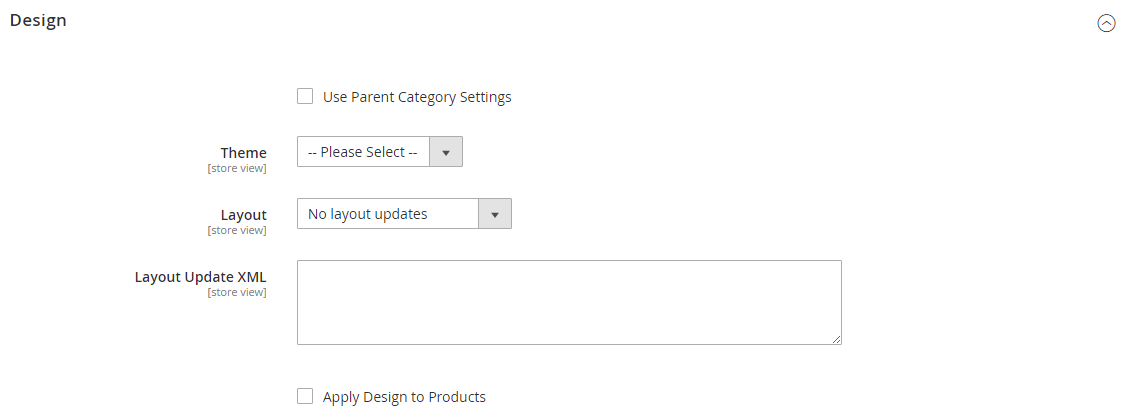 Design
Use Parent Category Settings
Theme
[store view]
-- Please Select --
Layout
[store view]
No layout updates
Layout Update XML
[store view]
Apply Design to Products